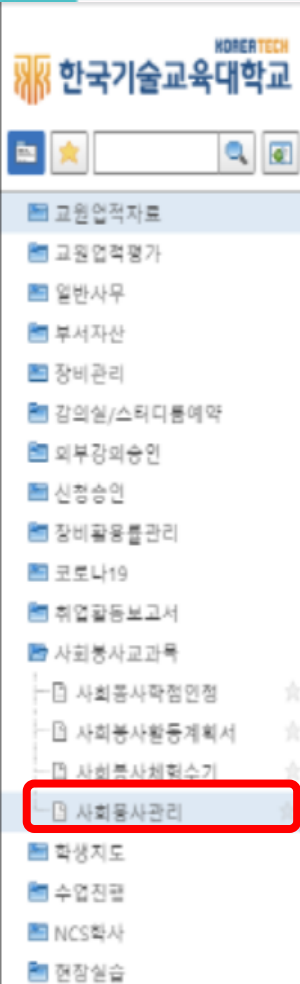 KOREATECH
한국기술교육대학교
교원업적자료
교원업적평가
일반사무
부서자산
장비관리
강의실/스터디룸예약
외부강의승인
신청승인
장비활용률관리
코로나19
취업활동보고서
사회봉사교과목
사회봉사학점인정
사회봉사활동계획서
사회봉사체험수기
사회봉사관리
학생지도
수업진행
NCS학사
현장실습